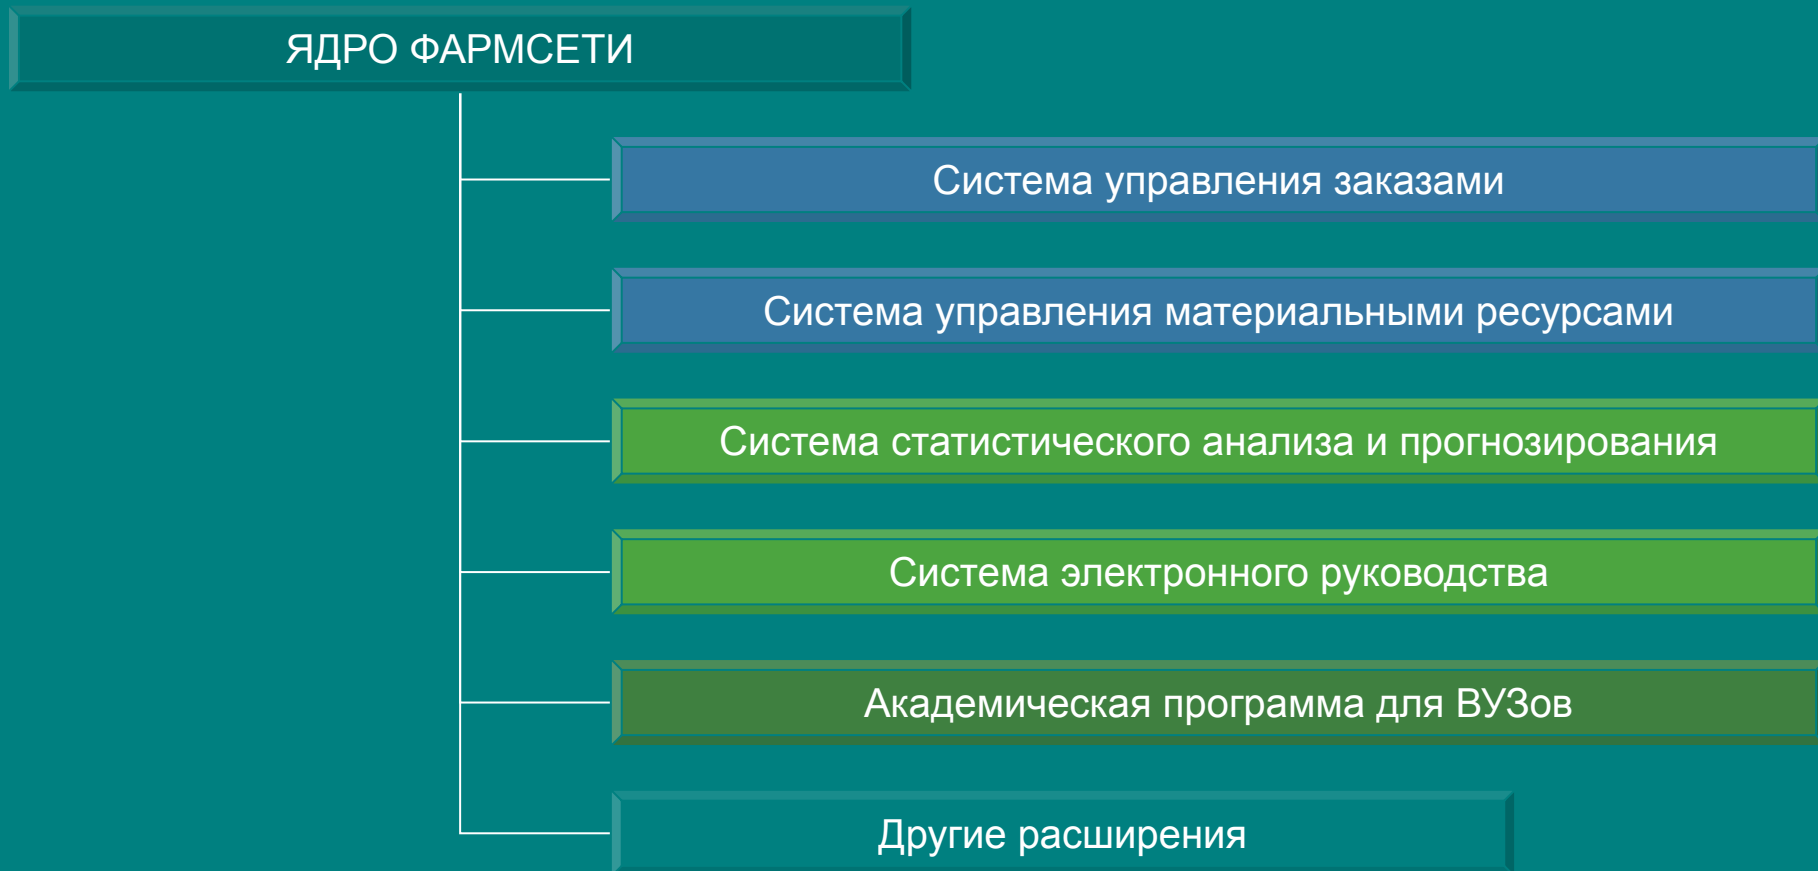 ЯДРО ФАРМСЕТИ
Система управления заказами
Система управления материальными ресурсами
Система статистического анализа и прогнозирования
Система электронного руководства
Академическая программа для ВУЗов
Другие расширения